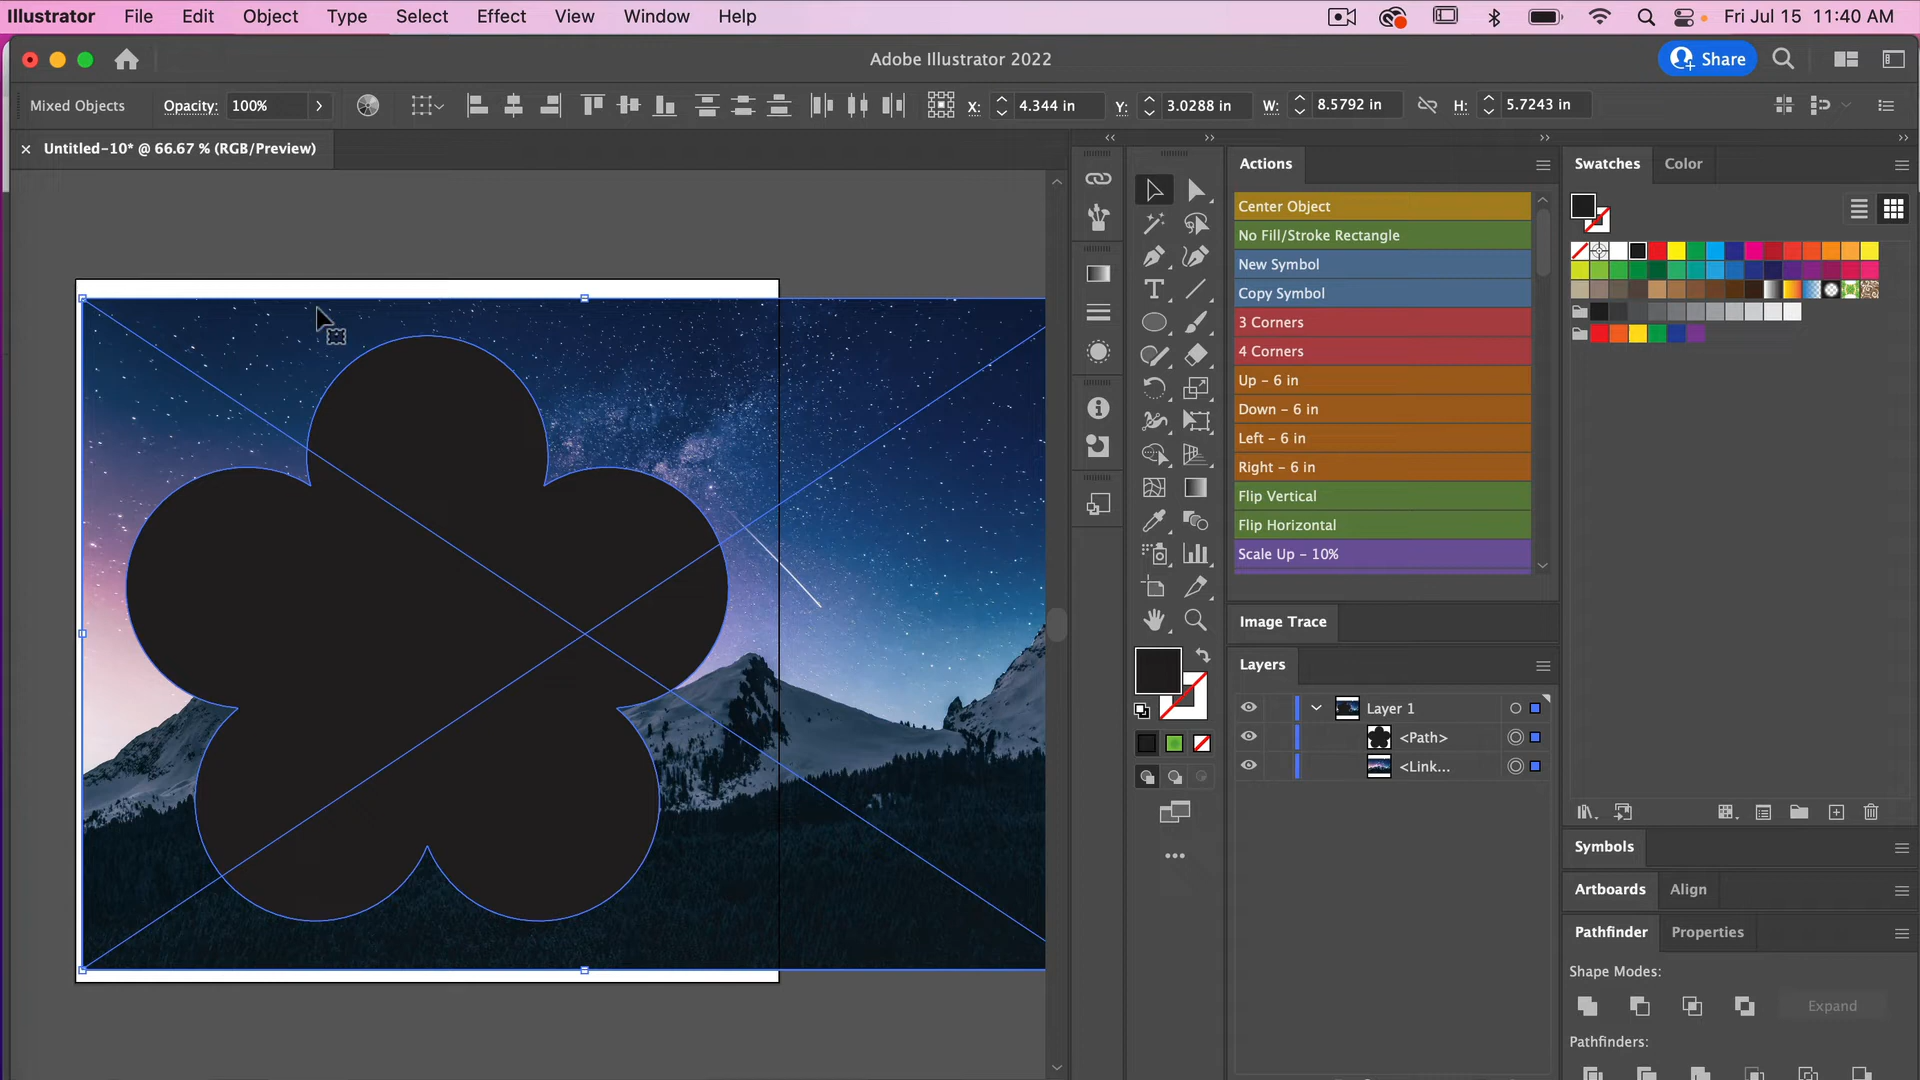 Illustrator File Edit Object Type Select Effect View Window Help Fri Jul 15 11:40 AM
Adobe Illustrator 2022
Share
Mixed Objects Opacity: 100% X: 4.344 in Y: 3.0288 in W: 8.5792 in H: 5.7243 in
× Untitled-10* @ 66.67 % (RGB/Preview)
Actions
Center Object
No Fill/Stroke Rectangle
New Symbol
Copy Symbol
3 Corners
4 Corners
Up - 6 in
Down - 6 in
Left - 6 in
Right - 6 in
Flip Vertical
Flip Horizontal
Scale Up - 10%
Image Trace
Layers
Layer 1
<Path>
<Link...
Swatches Color
Symbols
Artboards Align
Pathfinder Properties
Shape Modes:
Expand
Pathfinders: